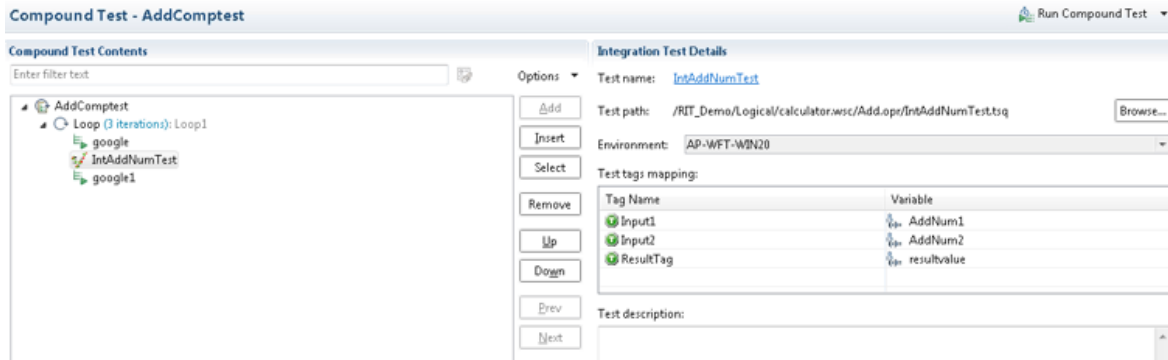 Compound Test - AddComptest
Run Compound Test
Compound Test Contents
Enter filter text
Options
AddComptest
Loop (3 iterations): Loop1
google
IntAddNumTest
google1
Add
Insert
Select
Remove
Up
Down
Prev
Next
Integration Test Details
Test name: IntAddNumTest
Test path: /RIT_Demo/Logical/calculator.wsc/Add.opr/IntAddNumTest.tsq Browse...
Environment: AP-WFT-WIN20
Test tags mapping:
Tag Name Variable
Input1 AddNum1
Input2 AddNum2
ResultTag resultvalue
Test description: